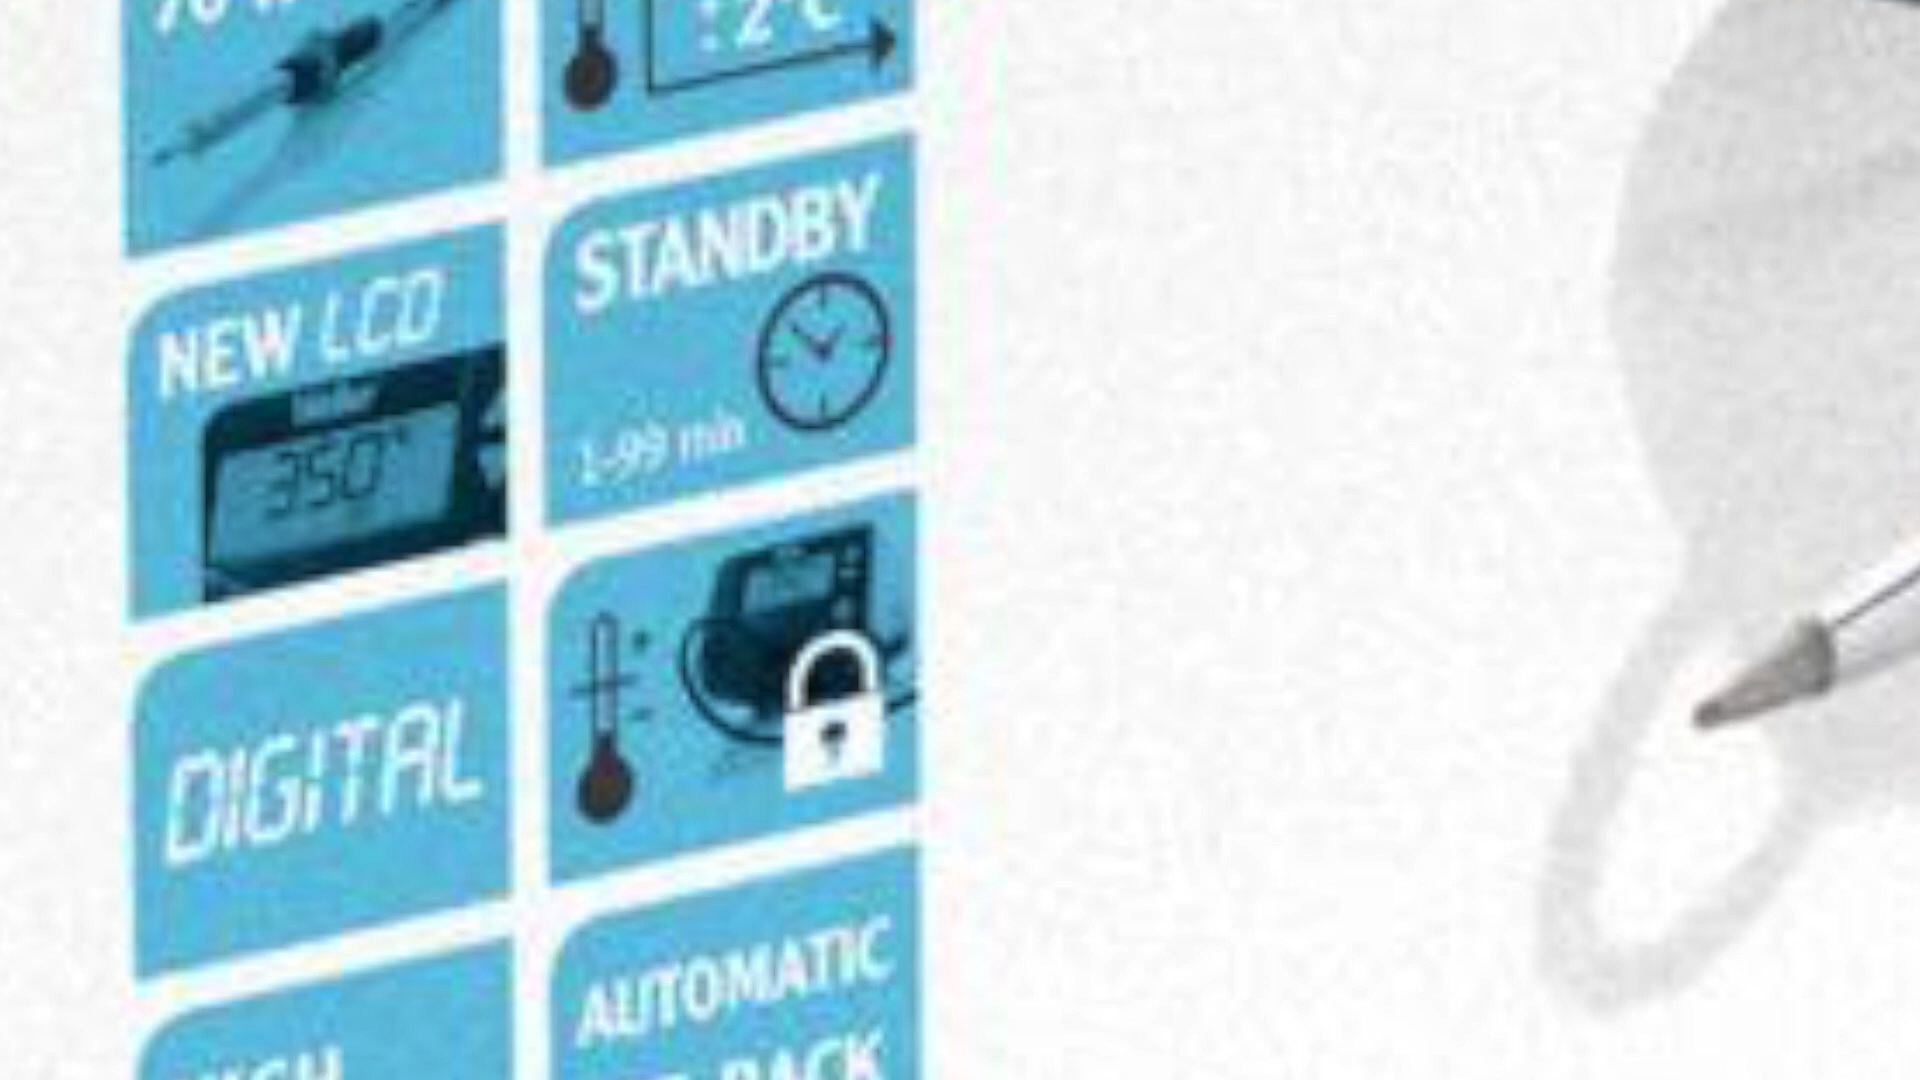 ± 2°C
NEW LCD
350°
STANDBY
1-99 min
DIGITAL
AUTOMATIC